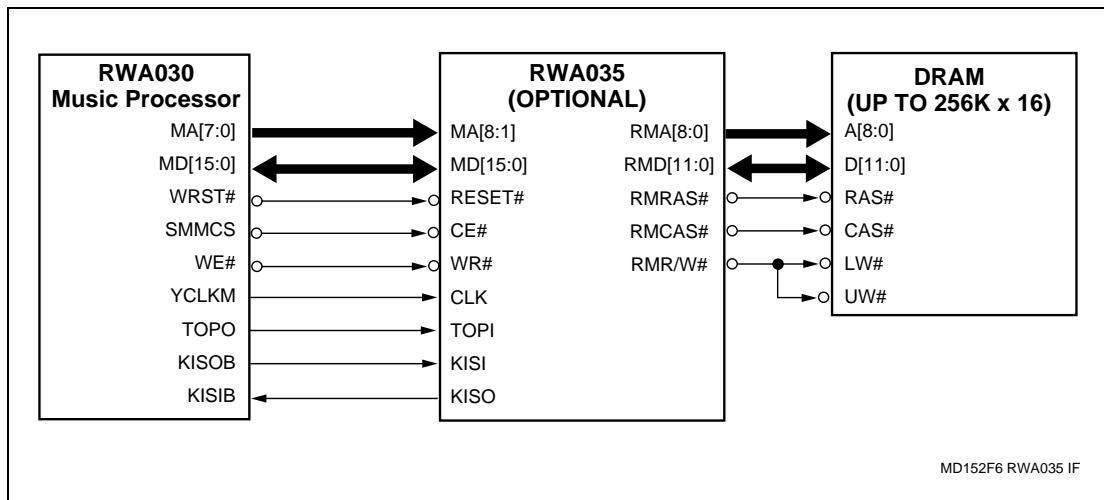 RWA030
Music Processor
MA[7:0]
MD[15:0]
WRST#
SMMCS
WE#
YCLKM
TOPO
KISOB
KISIB
RWA035
(OPTIONAL)
MA[8:1]
MD[15:0]
RESET#
CE#
WR#
CLK
TOPI
KISI
KISO
RMA[8:0]
RMD[11:0]
RMRAS#
RMCAS#
RMR/W#
DRAM
(UP TO 256K x 16)
A[8:0]
D[11:0]
RAS#
CAS#
LW#
UW#
MD152F6 RWA035 IF